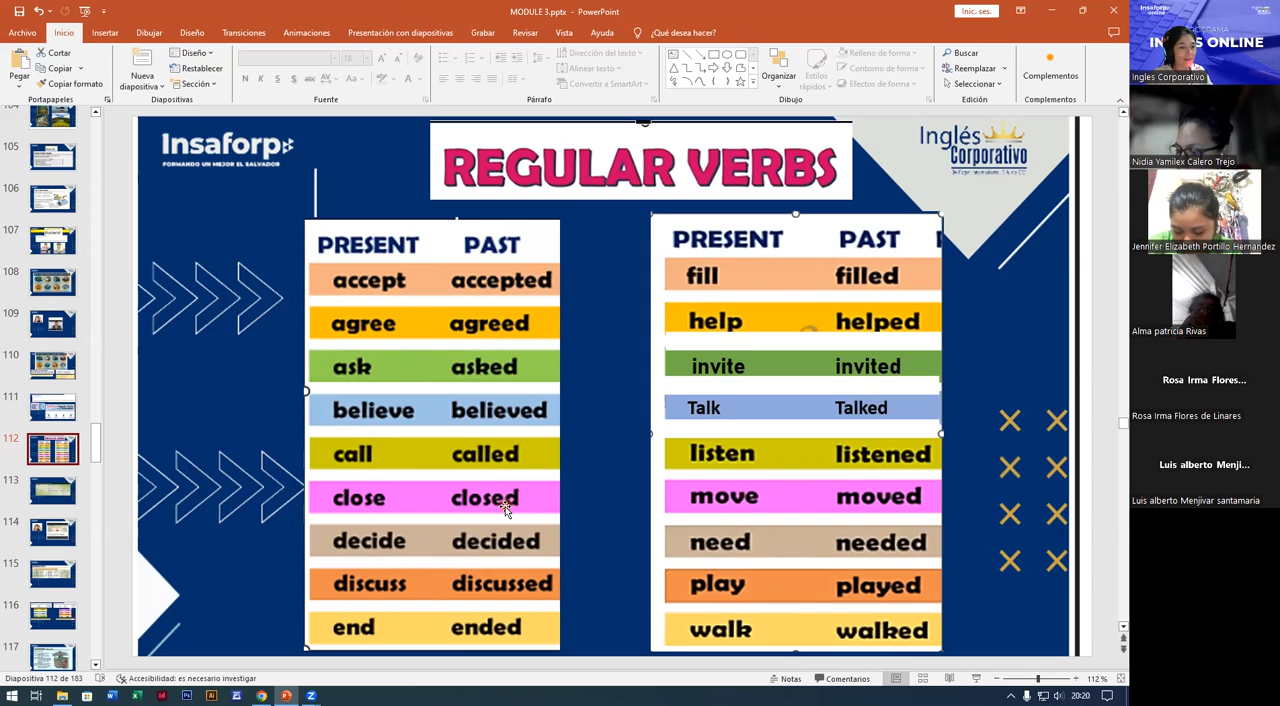 MODULE 3.pptx - PowerPoint
Inic. ses.
Archivo Inicio Insertar Dibujar Diseño Transiciones Animaciones Presentación con diapositivas Grabar Revisar Vista Ayuda ¿Qué desea hacer?
Pegar
Cortar
Copiar
Copiar formato
Portapapeles
Nueva diapositiva
Diseño
Restablecer
Sección
Diapositivas
18
N K S S
Aa
Fuente
Párrafo
Dirección del texto
Alinear texto
Convertir a SmartArt
Organizar
Estilos rápidos
Relleno de forma
Contorno de forma
Efectos de forma
Dibujo
Buscar
Reemplazar
Seleccionar
Edición
Complementos
Complementos
105
106
107
108
109
110
111
112
113
114
115
116
117
Insaforp
FORMANDO UN MEJOR EL SALVADOR
REGULAR VERBS
Inglés
Corporativo
PRESENT PAST
accept accepted
agree agreed
ask asked
believe believed
call called
close closed
decide decided
discuss discussed
end ended
PRESENT PAST
fill filled
help helped
invite invited
Talk Talked
listen listened
move moved
need needed
play played
walk walked
Insaforp
online
INGLES ONLINE
Ingles Corporativo
Nidia Yamilex Calero Trejo
Jennifer Elizabeth Portillo Hernandez
Alma patricia Rivas
Rosa Irma Flores...
Rosa Irma Flores de Linares
Luis alberto Menji...
Luis alberto Menjivar santamaria
Diapositiva 112 de 183
Accesibilidad: es necesario investigar
Notas
Comentarios
112 %
20:20